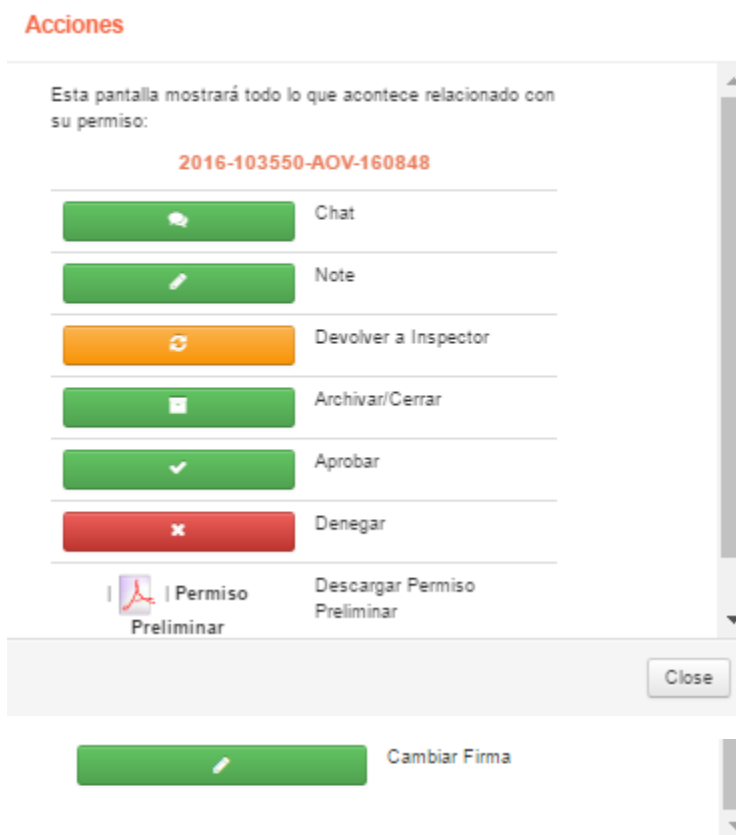 Acciones
Esta pantalla mostrará todo lo que acontece relacionado con
su permiso:
2016-103550-AOV-160848
Chat
Note
Devolver a Inspector
Archivar/Cerrar
Aprobar
Denegar
| | Permiso
Preliminar
Descargar Permiso
Preliminar
Close
Cambiar Firma